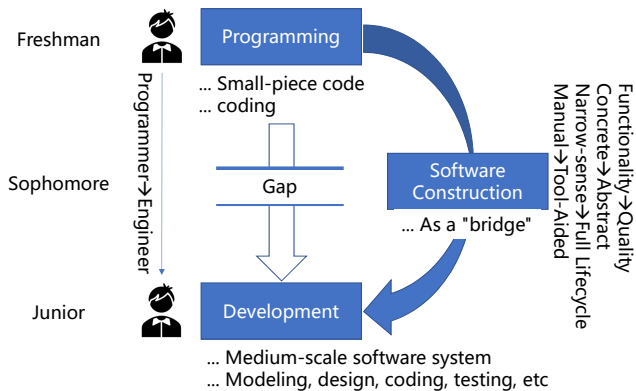 Freshman
Programming
... Small-piece code
... coding
Programmer→Engineer
Sophomore
Gap
Software
Construction
... As a "bridge"
Functionality→Quality
Concrete→Abstract
Narrow-sense→Full Lifecycle
Manual→Tool-Aided
Junior
Development
... Medium-scale software system
... Modeling, design, coding, testing, etc